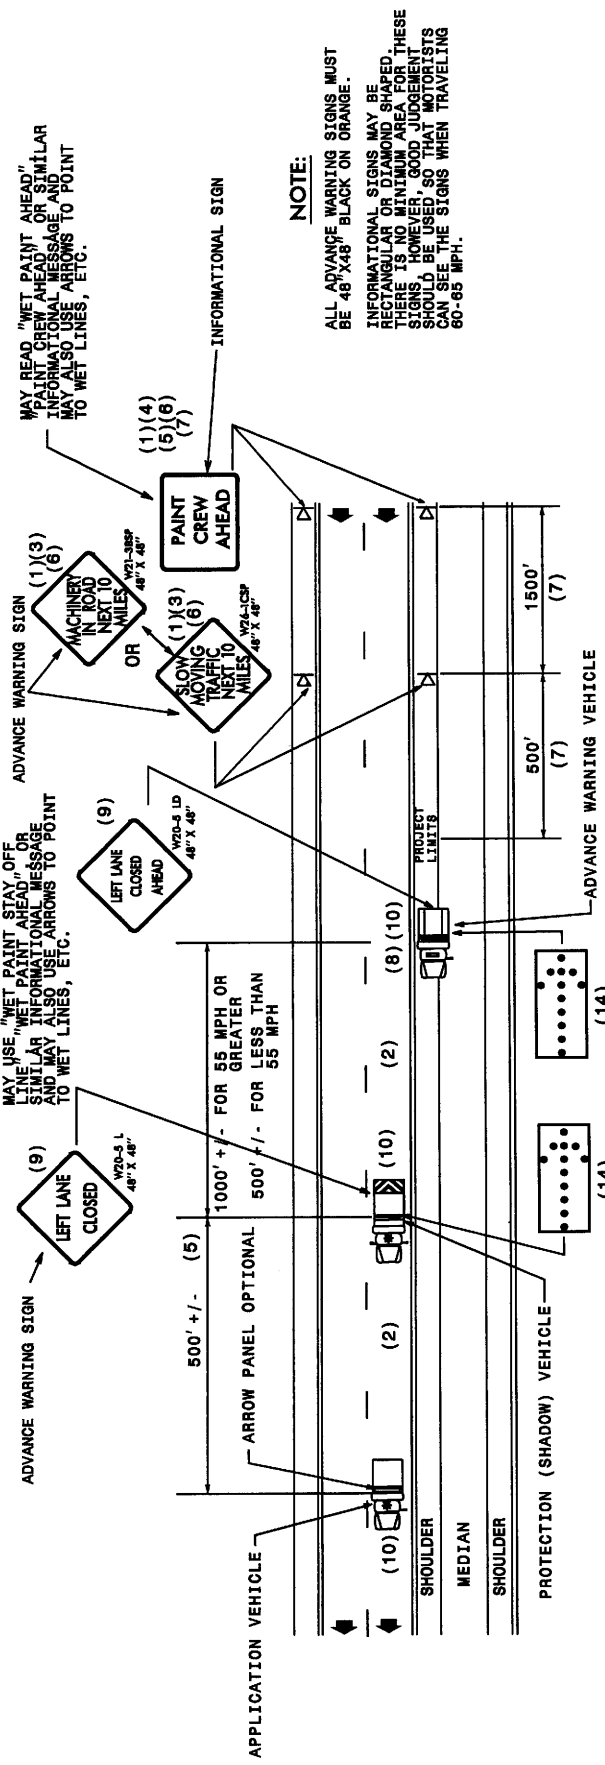 MAY READ "WET PAINT AHEAD"
"PAINT CREW AHEAD" OR SIMILAR
INFORMATIONAL MESSAGE AND
MAY ALSO USE ARROWS TO POINT
TO WET LINES, ETC.
INFORMATIONAL SIGN
NOTE:
ALL ADVANCE WARNING SIGNS MUST
BE 48"X48" BLACK ON ORANGE.
INFORMATIONAL SIGNS MAY BE
RECTANGULAR OR DIAMOND SHAPED.
THERE IS NO MINIMUM AREA FOR THESE
SIGNS, HOWEVER, GOOD JUDGEMENT
SHOULD BE USED, SO THAT MOTORISTS
CAN SEE THE SIGNS WHEN TRAVELING
60-65 MPH.
(1)(4)
(5)(6)
(7)
PAINT
CREW
AHEAD
ADVANCE WARNING SIGN
(1)(3)
(6)
MACHINERY
IN ROAD
NEXT 10
MILES
W21-3BSP
48" X 48"
OR
(1)(3)
(6)
SLOW
MOVING
TRAFFIC
NEXT 10
MILES
W26-1CSP
48" X 48"
MAY USE "WET PAINT STAY OFF
LINE" "WET PAINT AHEAD", OR
SIMILAR INFORMATIONAL MESSAGE
AND MAY ALSO USE ARROWS TO POINT
TO WET LINES, ETC.
(9)
LEFT LANE
CLOSED
AHEAD
W20-5 LD
48" X 48"
ADVANCE WARNING SIGN
(9)
LEFT LANE
CLOSED
W20-5 L
48" X 48"
500' +/- (5)
1000' +/- FOR 55 MPH OR
GREATER
500' +/- FOR LESS THAN
55 MPH
ARROW PANEL OPTIONAL
APPLICATION VEHICLE
(10)
(2)
(10)
(2)
(8)(10)
PROJECT
LIMITS
500'
(7)
1500'
(7)
SHOULDER
MEDIAN
SHOULDER
PROTECTION (SHADOW) VEHICLE
ADVANCE WARNING VEHICLE
(14)
(14)